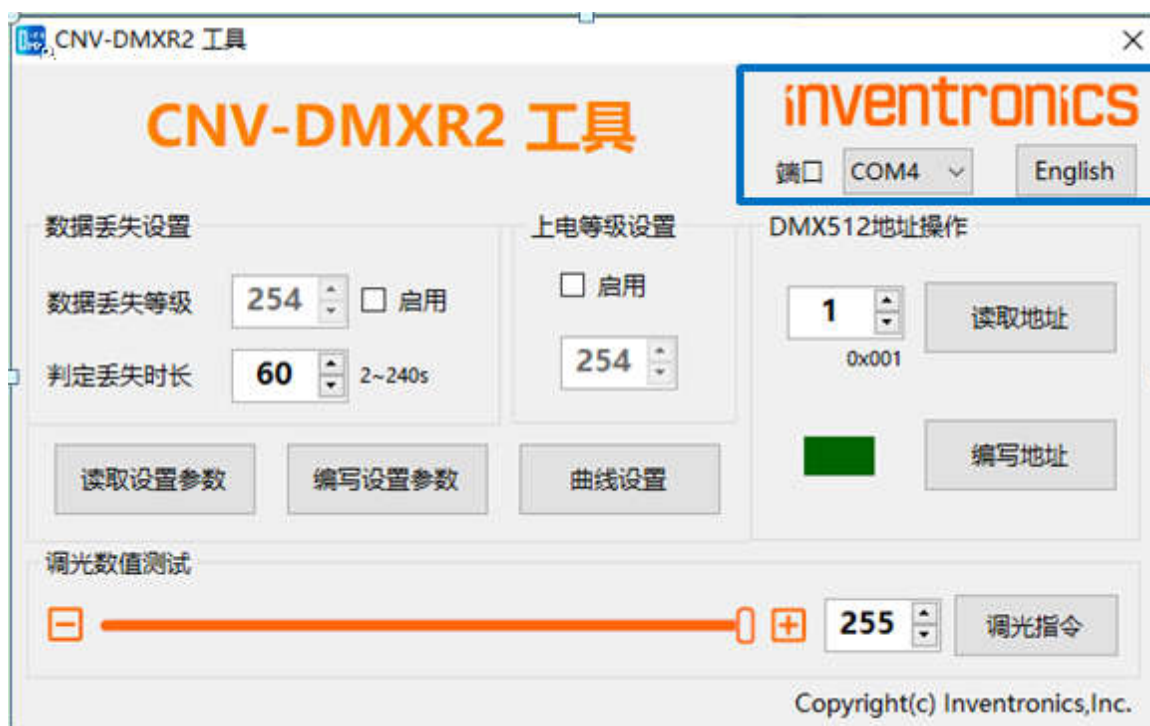 CNV-DMXR2 工具
CNV-DMXR2 工具
inventronics
端口 COM4 English
数据丢失设置
数据丢失等级 254 启用
判定丢失时长 60 2~240s
上电等级设置
启用
254
DMX512地址操作
1 读取地址
0x001
编写地址
读取设置参数 编写设置参数 曲线设置
调光数值测试
255 调光指令
Copyright(c) Inventronics,Inc.